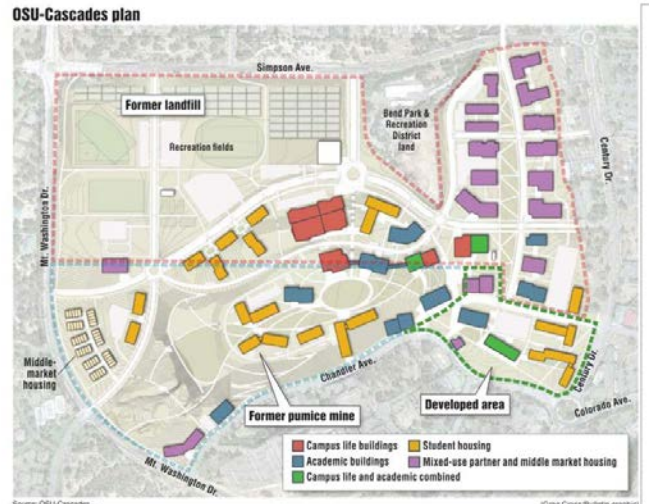 OSU-Cascades plan
Simpson Ave.
Former landfill
Bend Park &
Recreation
District
land
Recreation fields
Century Dr.
Mt. Washington Dr.
Middle-
market
housing
Chandler Ave.
Former pumice mine
Developed area
Century Dr.
Colorado Ave.
Mt. Washington Dr.
Campus life buildings
Academic buildings
Campus life and academic combined
Student housing
Mixed-use partner and middle market housing
Source: OSU-Cascades